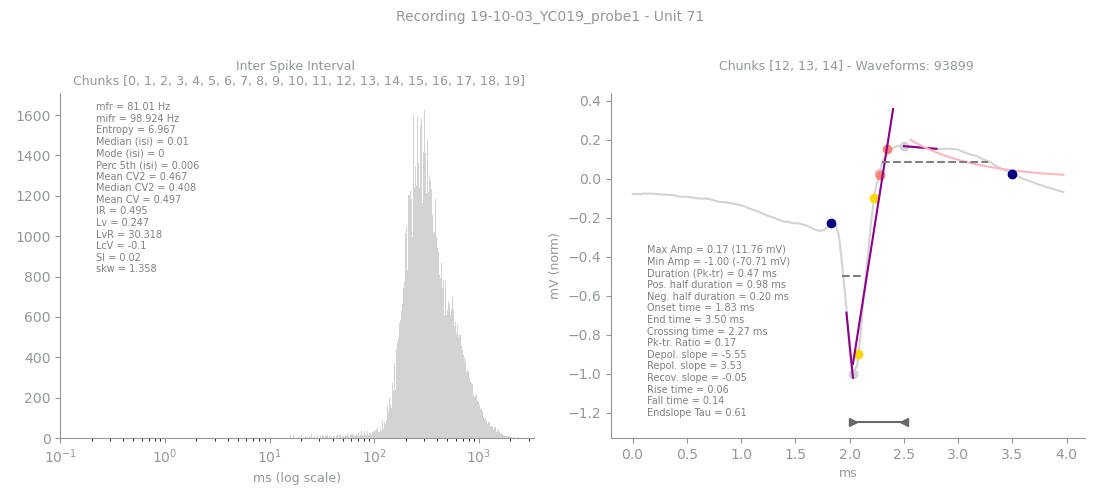 Recording 19-10-03_YC019_probe1 - Unit 71
Inter Spike Interval
Chunks [0, 1, 2, 3, 4, 5, 6, 7, 8, 9, 10, 11, 12, 13, 14, 15, 16, 17, 18, 19]
mfr = 81.01 Hz
mifr = 98.924 Hz
Entropy = 6.967
Median (isi) = 0.01
Mode (isi) = 0
Perc 5th (isi) = 0.006
Mean CV2 = 0.467
Median CV2 = 0.408
Mean CV = 0.497
IR = 0.495
Lv = 0.247
LvR = 30.318
LcV = -0.1
SI = 0.02
skw = 1.358
1600
1400
1200
1000
800
600
400
200
0
10⁻¹ 10⁰ 10¹ 10² 10³
ms (log scale)
Chunks [12, 13, 14] - Waveforms: 93899
mV (norm)
0.4
0.2
0.0
−0.2
−0.4
−0.6
−0.8
−1.0
−1.2
Max Amp = 0.17 (11.76 mV)
Min Amp = -1.00 (-70.71 mV)
Duration (Pk-tr) = 0.47 ms
Pos. half duration = 0.98 ms
Neg. half duration = 0.20 ms
Onset time = 1.83 ms
End time = 3.50 ms
Crossing time = 2.27 ms
Pk-tr. Ratio = 0.17
Depol. slope = -5.55
Repol. slope = 3.53
Recov. slope = -0.05
Rise time = 0.06
Fall time = 0.14
Endslope Tau = 0.61
0.0 0.5 1.0 1.5 2.0 2.5 3.0 3.5 4.0
ms